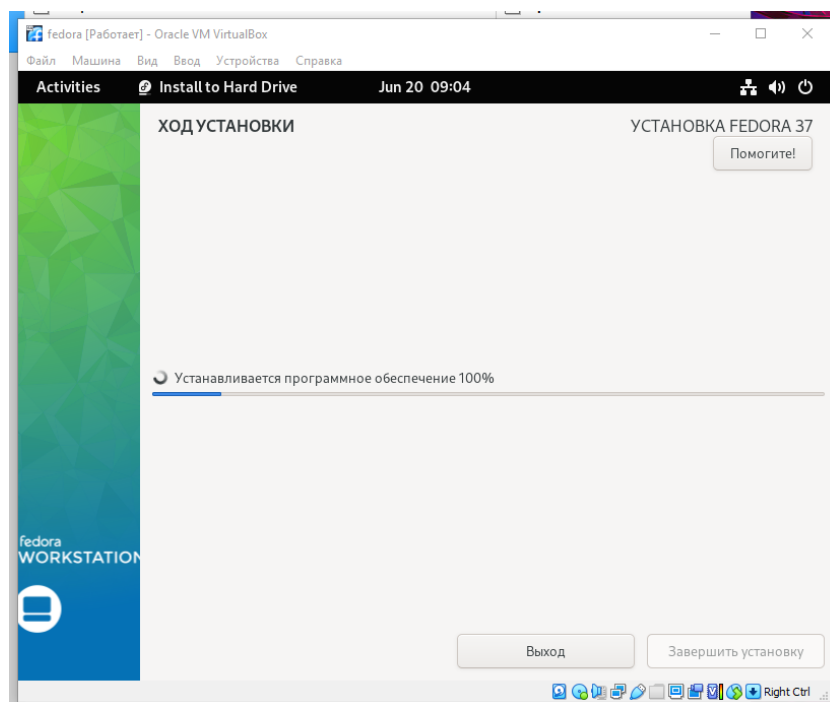 fedora [Работает] - Oracle VM VirtualBox
Файл Машина Вид Ввод Устройства Справка
Activities Install to Hard Drive Jun 20 09:04
ХОД УСТАНОВКИ УСТАНОВКА FEDORA 37
Помогите!
Устанавливается программное обеспечение 100%
fedora
WORKSTATION
Выход Завершить установку
Right Ctrl